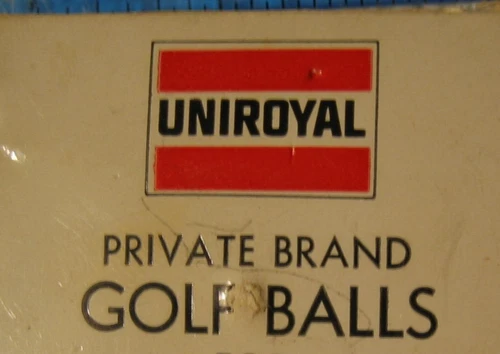 UNIROYAL
PRIVATE BRAND
GOLF BALLS